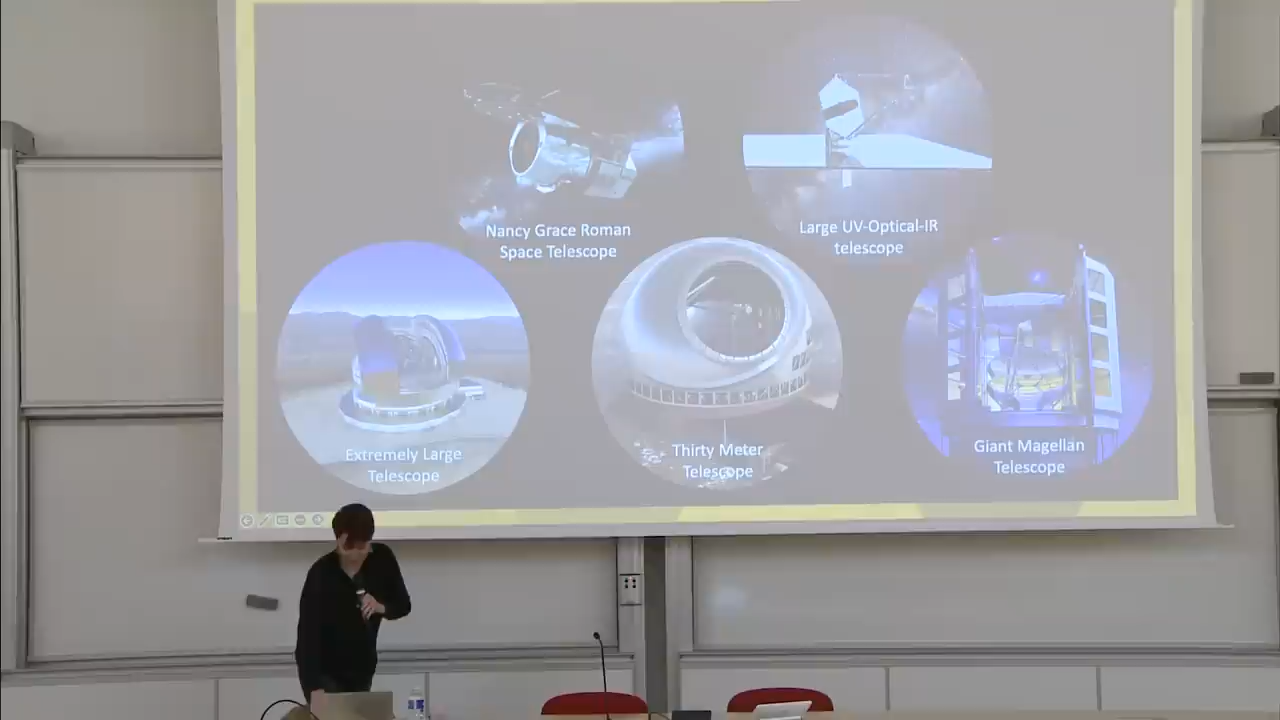 Nancy Grace Roman
Space Telescope
Large UV-Optical-IR
telescope
Extremely Large
Telescope
Thirty Meter
Telescope
Giant Magellan
Telescope